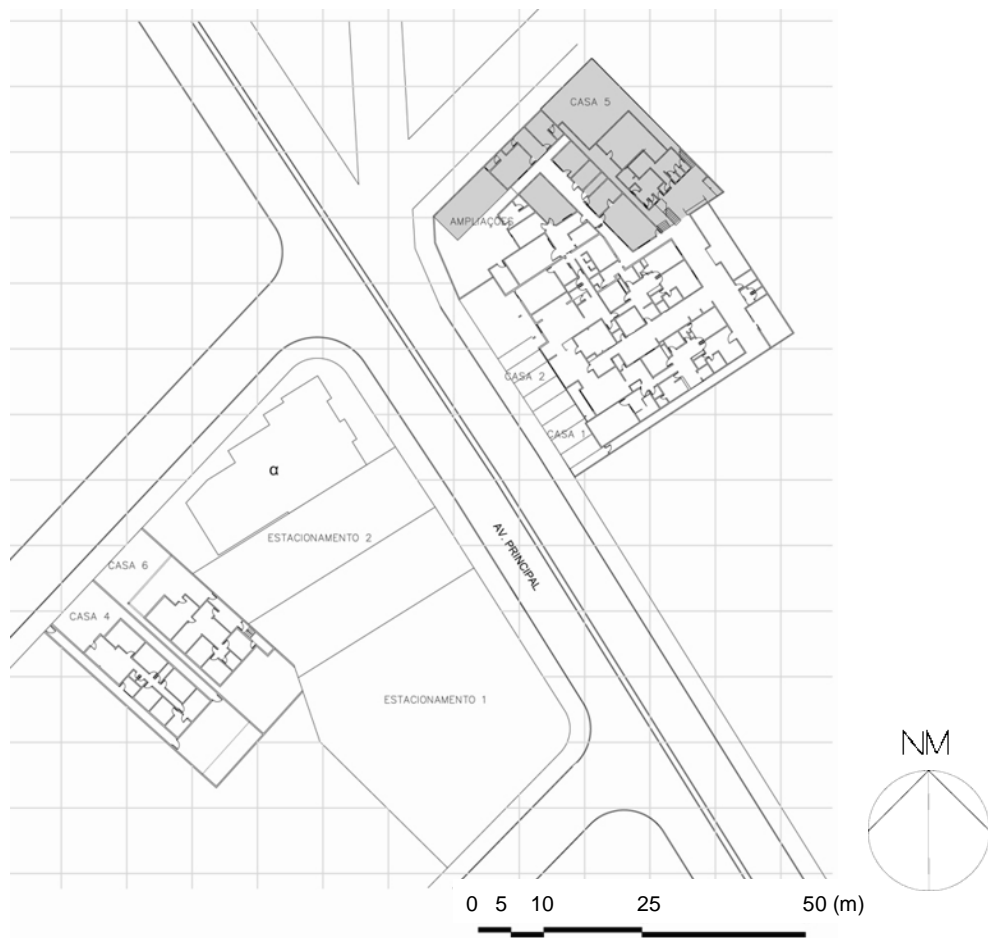 CASA 5
AMPLIAÇÕES
CASA 2
CASA 1
α
ESTACIONAMENTO 2
AV. PRINCIPAL
CASA 6
CASA 4
ESTACIONAMENTO 1
NM
0 5 10 25 50 (m)